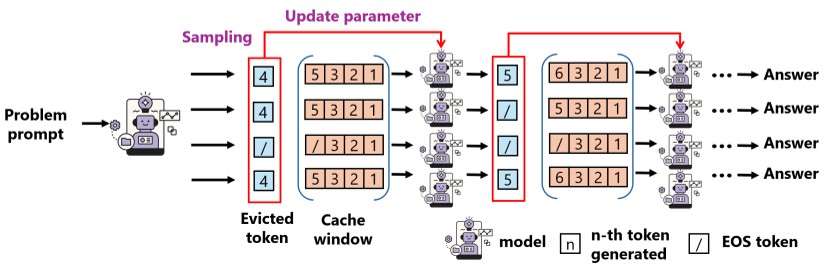 Update parameter
Sampling
4 5 3 2 1 5 6 3 2 1 Answer
4 5 3 2 1 / 5 3 2 1 Answer
Problem
prompt
/ / 3 2 1 / / 3 2 1 Answer
4 5 3 2 1 5 6 3 2 1 Answer
Evicted
token
Cache
window
model
n n-th token
generated
/ EOS token